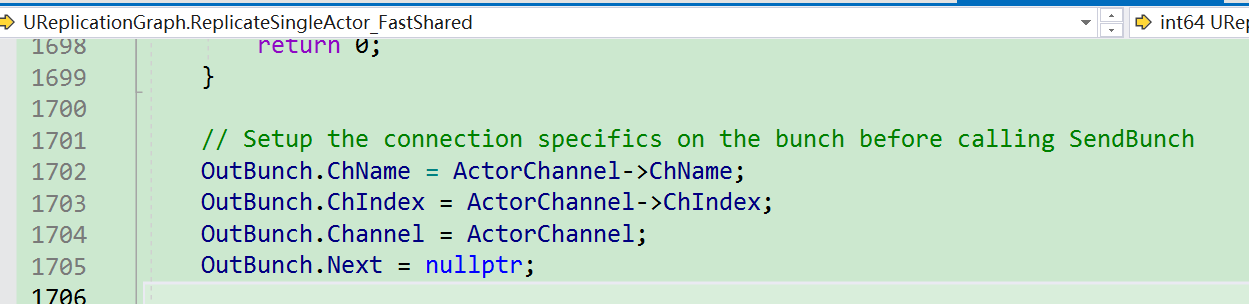 UReplicationGraph.ReplicateSingleActor_FastShared
int64 URep
1698 return 0;
1699 }
1700
1701 // Setup the connection specifics on the bunch before calling SendBunch
1702 OutBunch.ChName = ActorChannel->ChName;
1703 OutBunch.ChIndex = ActorChannel->ChIndex;
1704 OutBunch.Channel = ActorChannel;
1705 OutBunch.Next = nullptr;
1706